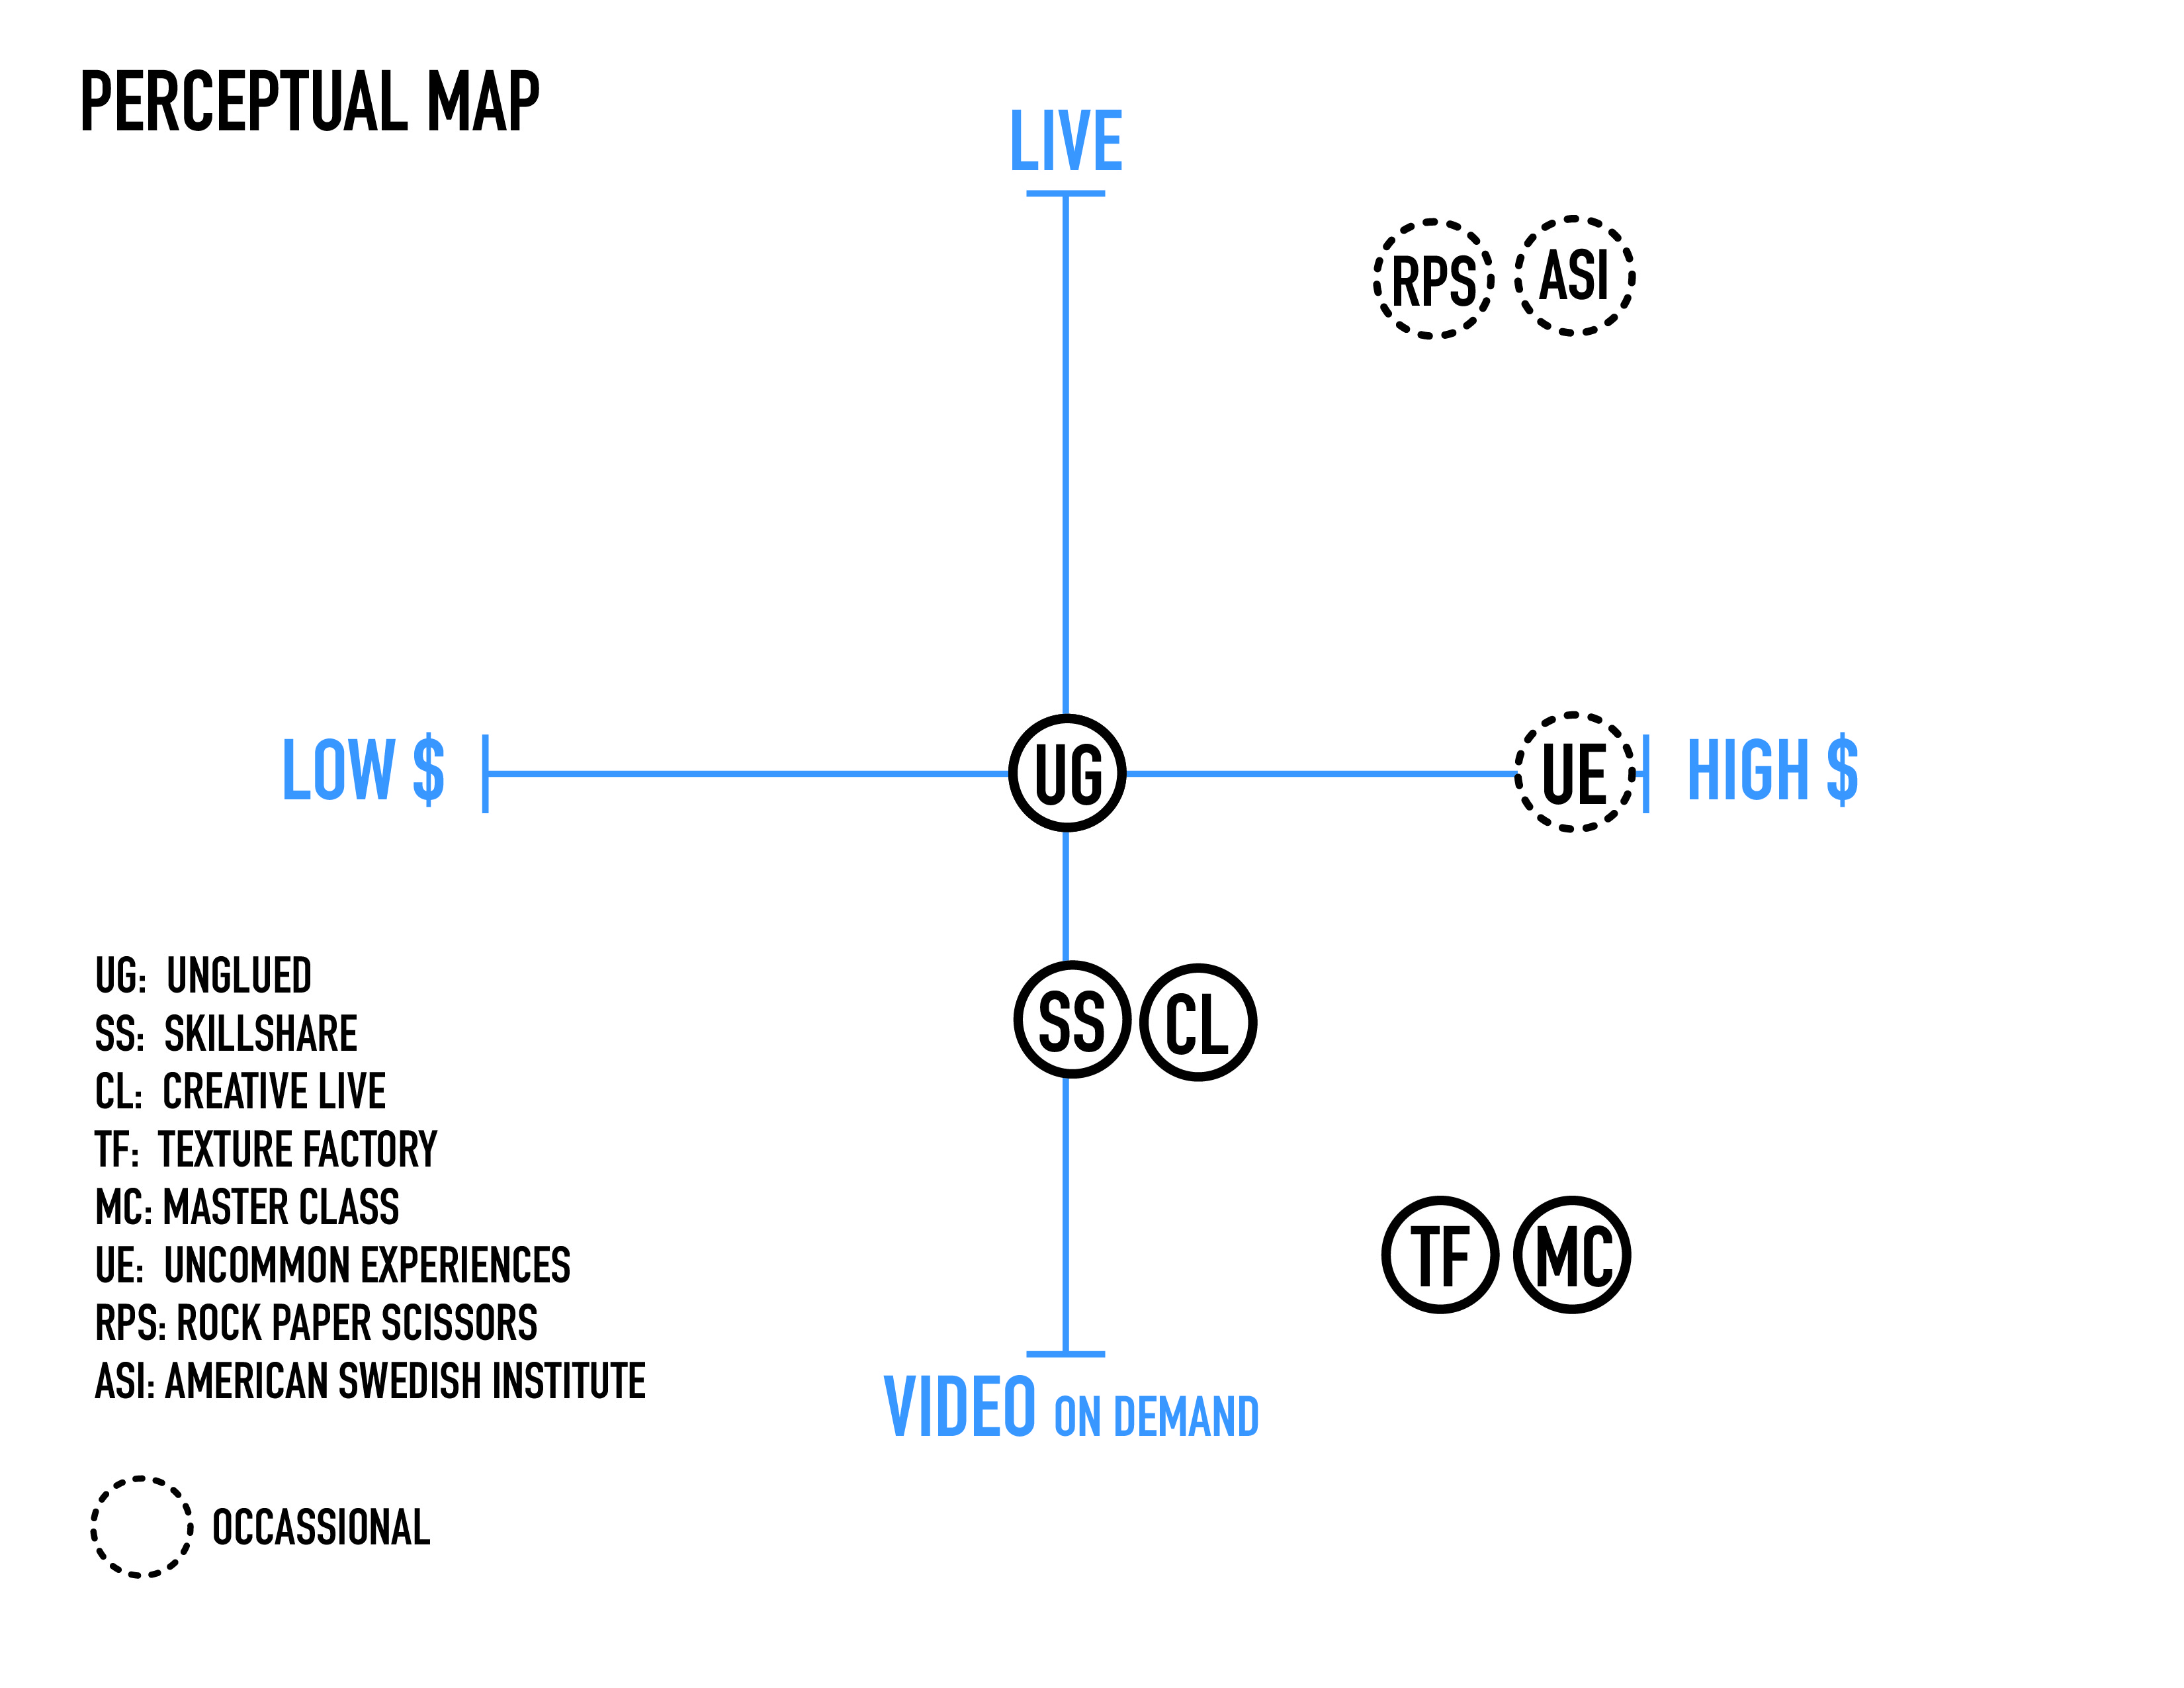 PERCEPTUAL MAP
LIVE
RPS
ASI
LOW $
UG
UE
HIGH $
SS
CL
TF
MC
VIDEO ON DEMAND
UG: UNGLUED
SS: SKILLSHARE
CL: CREATIVE LIVE
TF: TEXTURE FACTORY
MC: MASTER CLASS
UE: UNCOMMON EXPERIENCES
RPS: ROCK PAPER SCISSORS
ASI: AMERICAN SWEDISH INSTITUTE
OCCASSIONAL